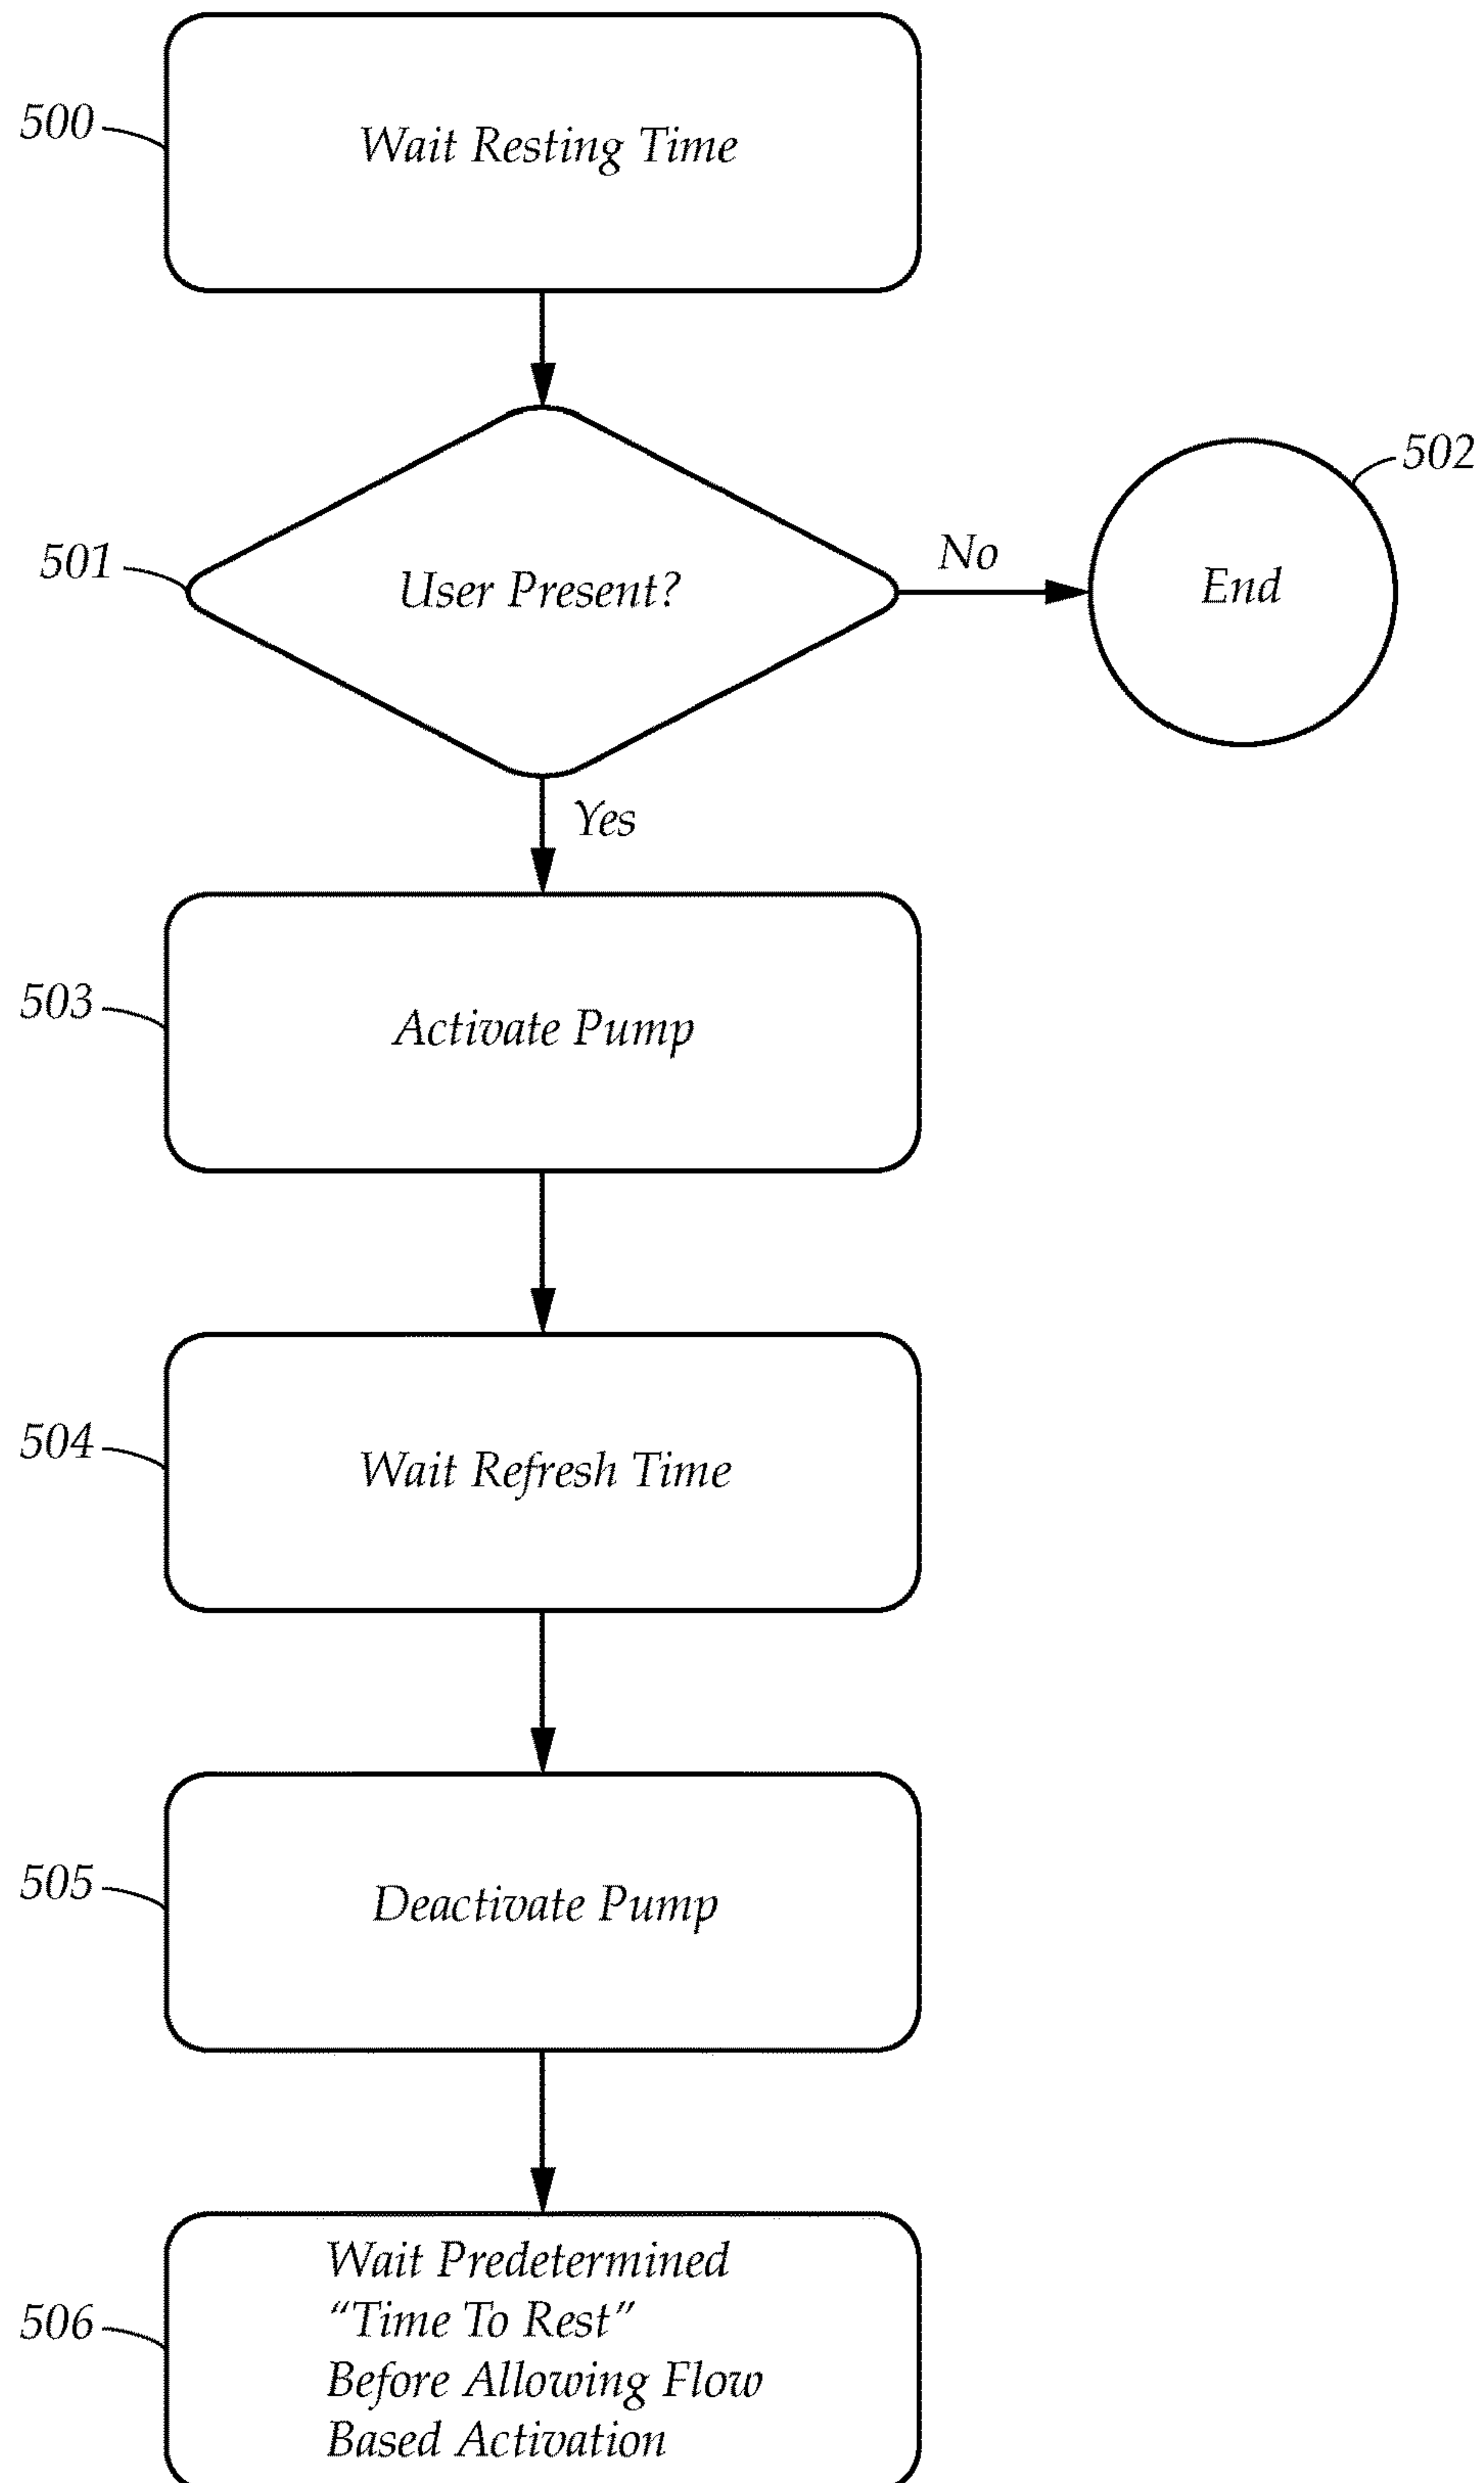 500
Wait Resting Time
502
501
User Present?
No
End
Yes
503
Activate Pump
504
Wait Refresh Time
505
Deactivate Pump
506
Wait Predetermined
“Time To Rest”
Before Allowing Flow
Based Activation